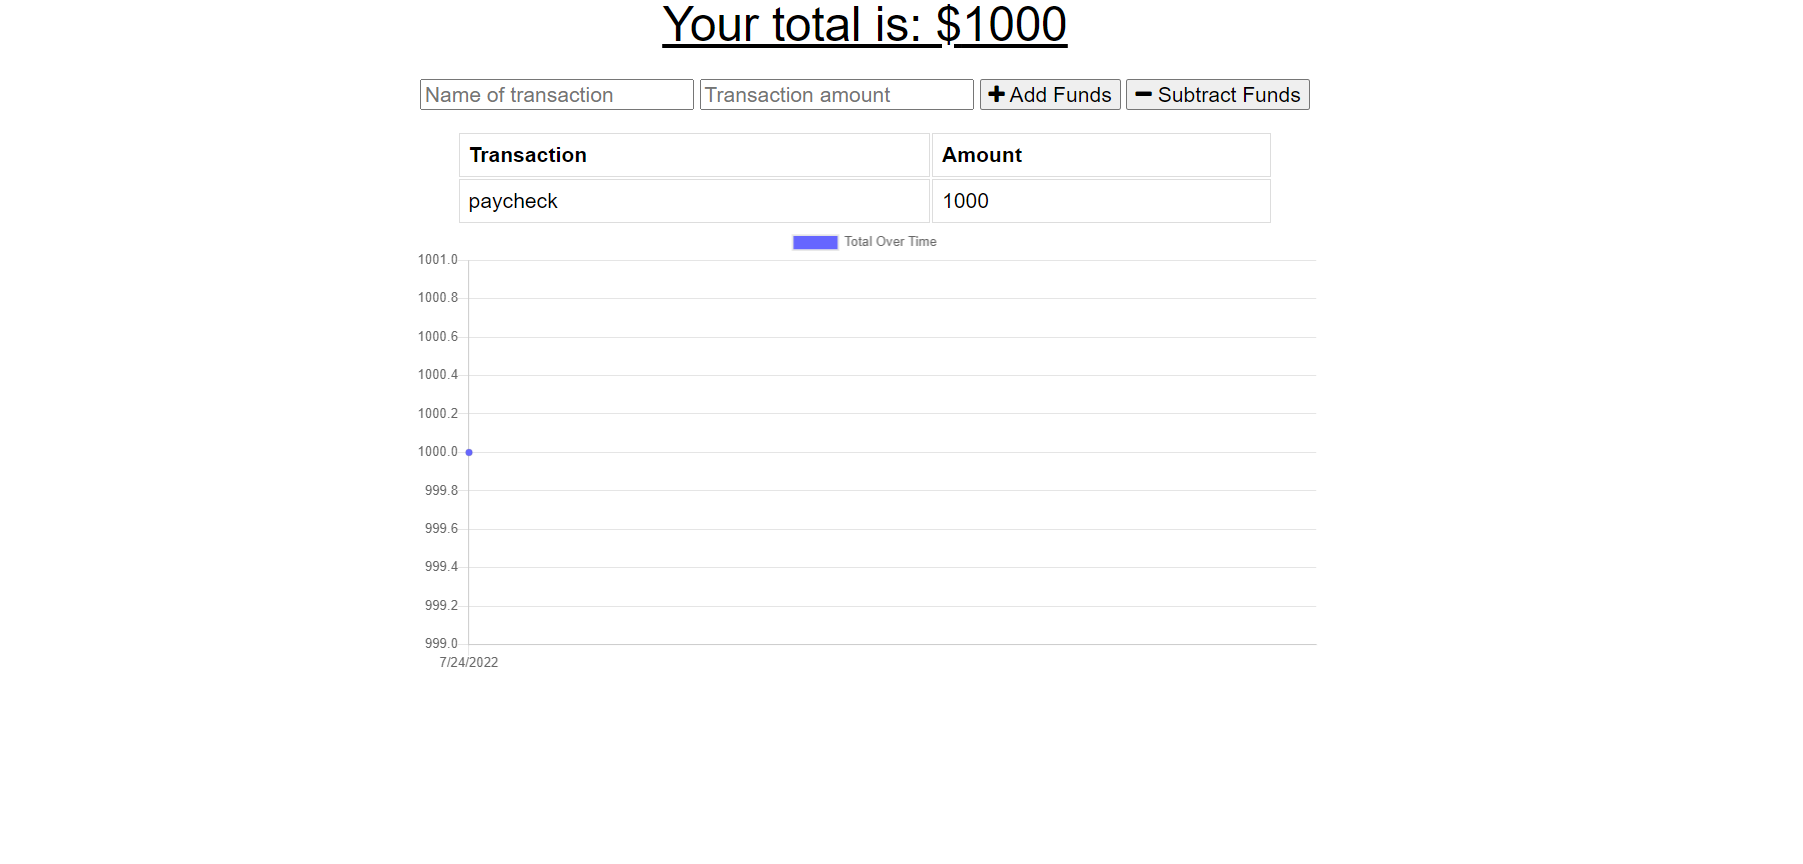 Your total is: $1000
Name of transaction Transaction amount Add Funds Subtract Funds
Transaction Amount
paycheck 1000
Total Over Time
1001.0
1000.8
1000.6
1000.4
1000.2
1000.0
999.8
999.6
999.4
999.2
999.0
7/24/2022